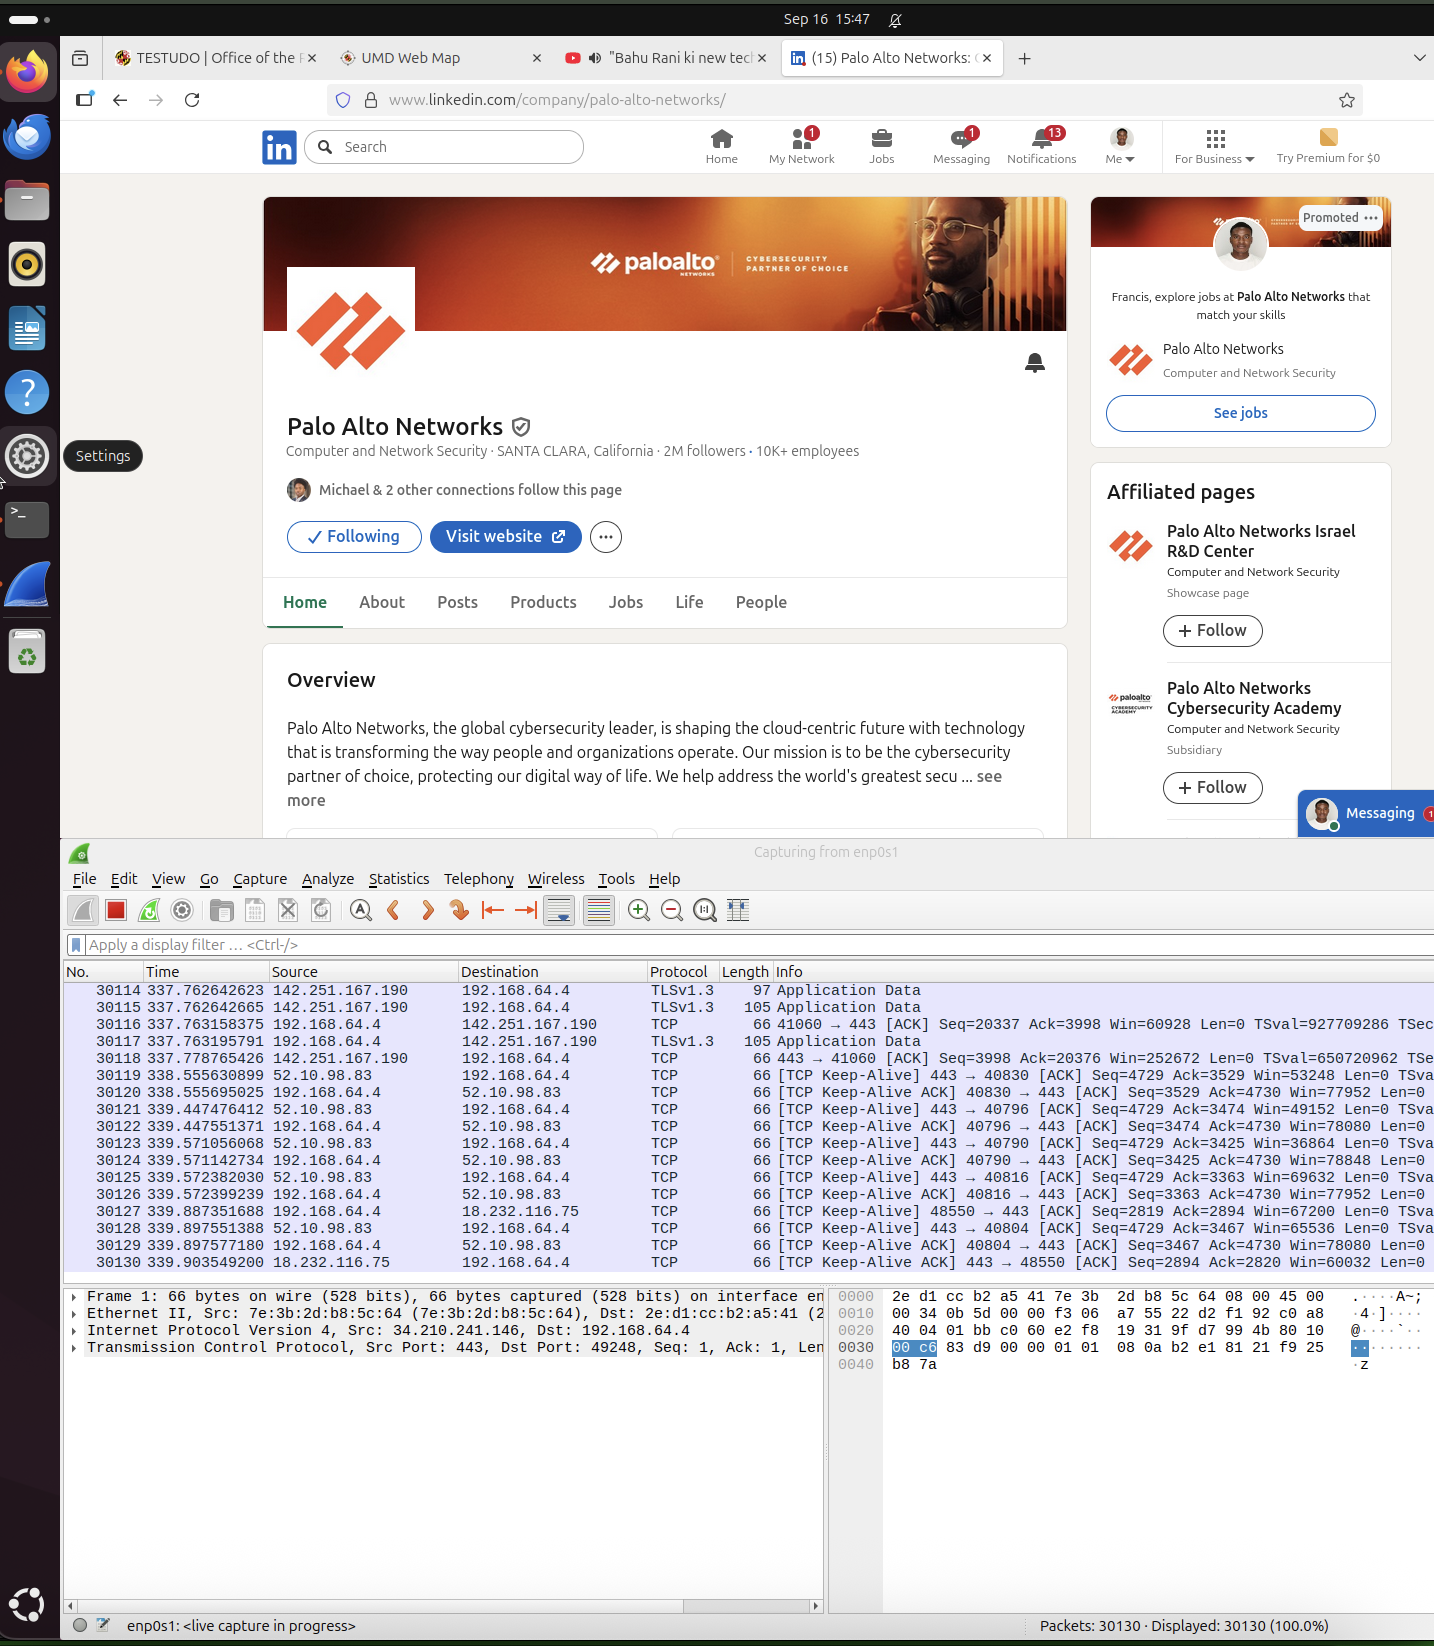 Sep 16 15:47
TESTUDO | Office of the
UMD Web Map
"Bahu Rani ki new tec
(15) Palo Alto Networks:
www.linkedin.com/company/palo-alto-networks/
in
Search
1
1
13
Home
My Network
Jobs
Messaging
Notifications
Me
For Business
Try Premium for $0
paloalto
NETWORKS
CYBERSECURITY
PARTNER OF CHOICE
Promoted
Francis, explore jobs at Palo Alto Networks that
match your skills
Palo Alto Networks
Computer and Network Security
See jobs
Palo Alto Networks
Computer and Network Security · SANTA CLARA, California · 2M followers · 10K+ employees
Settings
Michael & 2 other connections follow this page
Following
Visit website
Home
About
Posts
Products
Jobs
Life
People
Affiliated pages
Palo Alto Networks Israel
R&D Center
Computer and Network Security
Showcase page
+ Follow
paloalto
CYBERSECURITY
ACADEMY
Palo Alto Networks
Cybersecurity Academy
Computer and Network Security
Subsidiary
+ Follow
Messaging
1
Overview
Palo Alto Networks, the global cybersecurity leader, is shaping the cloud-centric future with technology
that is transforming the way people and organizations operate. Our mission is to be the cybersecurity
partner of choice, protecting our digital way of life. We help address the world's greatest secu ... see
more
Capturing from enp0s1
File Edit View Go Capture Analyze Statistics Telephony Wireless Tools Help
Apply a display filter … <Ctrl-/>
No. Time Source Destination Protocol Length Info
30114 337.762642623 142.251.167.190 192.168.64.4 TLSv1.3 97 Application Data
30115 337.762642665 142.251.167.190 192.168.64.4 TLSv1.3 105 Application Data
30116 337.763158375 192.168.64.4 142.251.167.190 TCP 66 41060 → 443 [ACK] Seq=20337 Ack=3998 Win=60928 Len=0 TSval=927709286 TSec
30117 337.763195791 192.168.64.4 142.251.167.190 TLSv1.3 105 Application Data
30118 337.778765426 142.251.167.190 192.168.64.4 TCP 66 443 → 41060 [ACK] Seq=3998 Ack=20376 Win=252672 Len=0 TSval=650720962 TSe
30119 338.555630899 52.10.98.83 192.168.64.4 TCP 66 [TCP Keep-Alive] 443 → 40830 [ACK] Seq=4729 Ack=3529 Win=53248 Len=0 TSva
30120 338.555695025 192.168.64.4 52.10.98.83 TCP 66 [TCP Keep-Alive ACK] 40830 → 443 [ACK] Seq=3529 Ack=4730 Win=77952 Len=0
30121 339.447476412 52.10.98.83 192.168.64.4 TCP 66 [TCP Keep-Alive] 443 → 40796 [ACK] Seq=4729 Ack=3474 Win=49152 Len=0 TSva
30122 339.447551371 192.168.64.4 52.10.98.83 TCP 66 [TCP Keep-Alive ACK] 40796 → 443 [ACK] Seq=3474 Ack=4730 Win=78080 Len=0
30123 339.571056068 52.10.98.83 192.168.64.4 TCP 66 [TCP Keep-Alive] 443 → 40790 [ACK] Seq=4729 Ack=3425 Win=36864 Len=0 TSva
30124 339.571142734 192.168.64.4 52.10.98.83 TCP 66 [TCP Keep-Alive ACK] 40790 → 443 [ACK] Seq=3425 Ack=4730 Win=78848 Len=0
30125 339.572382030 52.10.98.83 192.168.64.4 TCP 66 [TCP Keep-Alive] 443 → 40816 [ACK] Seq=4729 Ack=3363 Win=69632 Len=0 TSva
30126 339.572399239 192.168.64.4 52.10.98.83 TCP 66 [TCP Keep-Alive ACK] 40816 → 443 [ACK] Seq=3363 Ack=4730 Win=77952 Len=0
30127 339.887351688 192.168.64.4 18.232.116.75 TCP 66 [TCP Keep-Alive] 48550 → 443 [ACK] Seq=2819 Ack=2894 Win=67200 Len=0 TSva
30128 339.897551388 52.10.98.83 192.168.64.4 TCP 66 [TCP Keep-Alive] 443 → 40804 [ACK] Seq=4729 Ack=3467 Win=65536 Len=0 TSva
30129 339.897577180 192.168.64.4 52.10.98.83 TCP 66 [TCP Keep-Alive ACK] 40804 → 443 [ACK] Seq=3467 Ack=4730 Win=78080 Len=0
30130 339.903549200 18.232.116.75 192.168.64.4 TCP 66 [TCP Keep-Alive ACK] 443 → 48550 [ACK] Seq=2894 Ack=2820 Win=60032 Len=0
Frame 1: 66 bytes on wire (528 bits), 66 bytes captured (528 bits) on interface en
Ethernet II, Src: 7e:3b:2d:b8:5c:64 (7e:3b:2d:b8:5c:64), Dst: 2e:d1:cc:b2:a5:41 (2
Internet Protocol Version 4, Src: 34.210.241.146, Dst: 192.168.64.4
Transmission Control Protocol, Src Port: 443, Dst Port: 49248, Seq: 1, Ack: 1, Len
0000 2e d1 cc b2 a5 41 7e 3b 2d b8 5c 64 08 00 45 00 .····A~;
0010 00 34 0b 5d 00 00 f3 06 a7 55 22 d2 f1 92 c0 a8 ·4·]····
0020 40 04 01 bb c0 60 e2 f8 19 31 9f d7 99 4b 80 10 @····`··
0030 00 c6 83 d9 00 00 01 01 08 0a b2 e1 81 21 f9 25 ········
0040 b8 7a ·z
enp0s1: <live capture in progress>
Packets: 30130 · Displayed: 30130 (100.0%)